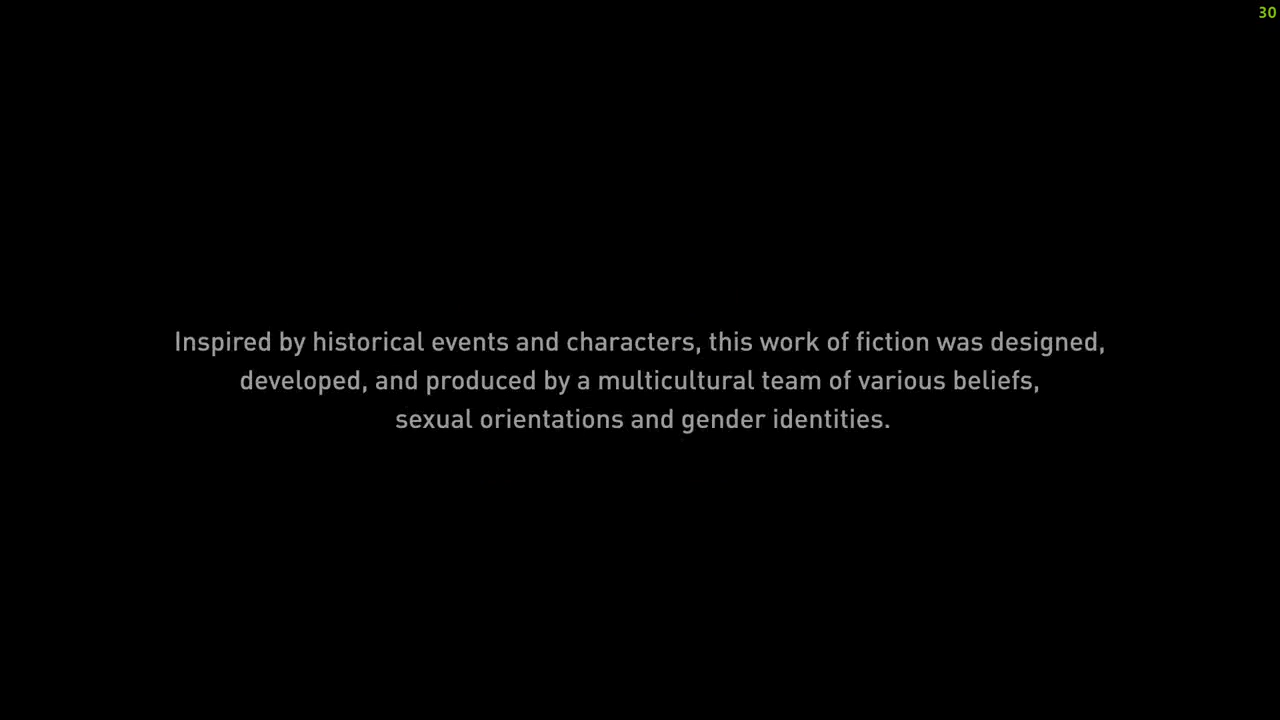 30
Inspired by historical events and characters, this work of fiction was designed,
developed, and produced by a multicultural team of various beliefs,
sexual orientations and gender identities.